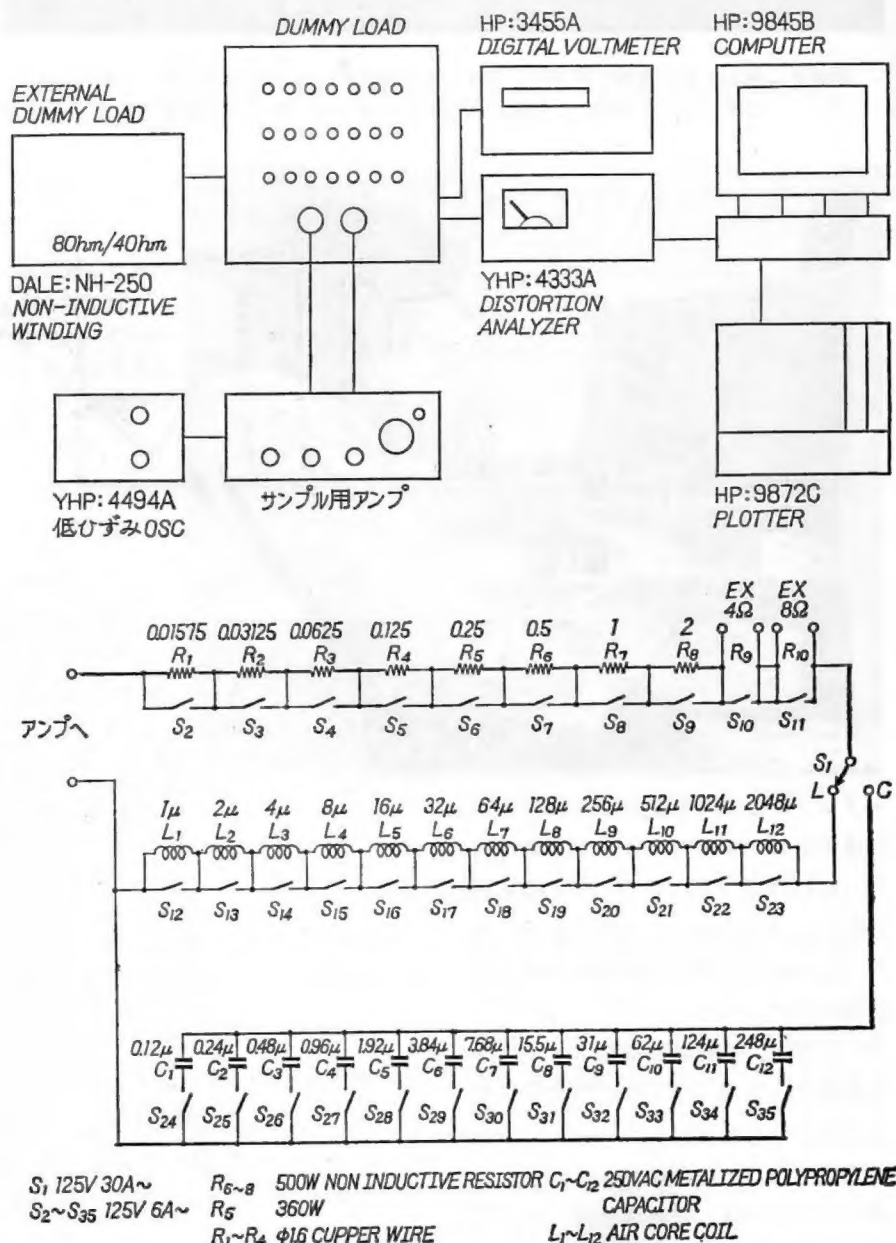 DUMMY LOAD
HP:3455A
DIGITAL VOLTMETER
HP:9845B
COMPUTER
EXTERNAL
DUMMY LOAD
80hm/40hm
DALE:NH-250
NON-INDUCTIVE
WINDING
YHP:4333A
DISTORTION
ANALYZER
YHP:4494A
低ひずみOSC
サンプル用アンプ
HP:9872C
PLOTTER
EX EX
4Ω 8Ω
0.01575 0.03125 0.0625 0.125 0.25 0.5 1 2
R1 R2 R3 R4 R5 R6 R7 R8 R9 R10
S2 S3 S4 S5 S6 S7 S8 S9 S10 S11
アンプへ
S1
L C
1μ 2μ 4μ 8μ 16μ 32μ 64μ 128μ 256μ 512μ 1024μ 2048μ
L1 L2 L3 L4 L5 L6 L7 L8 L9 L10 L11 L12
S12 S13 S14 S15 S16 S17 S18 S19 S20 S21 S22 S23
0.12μ 0.24μ 0.48μ 0.96μ 1.92μ 3.84μ 7.68μ 15.5μ 31μ 62μ 124μ 248μ
C1 C2 C3 C4 C5 C6 C7 C8 C9 C10 C11 C12
S24 S25 S26 S27 S28 S29 S30 S31 S32 S33 S34 S35
S1 125V 30A~
S2~S35 125V 6A~
R6~8 500W NON INDUCTIVE RESISTOR
R5 360W
R1~R4 φ1.6 CUPPER WIRE
C1~C12 250VAC METALIZED POLYPROPYLENE
CAPACITOR
L1~L12 AIR CORE COIL